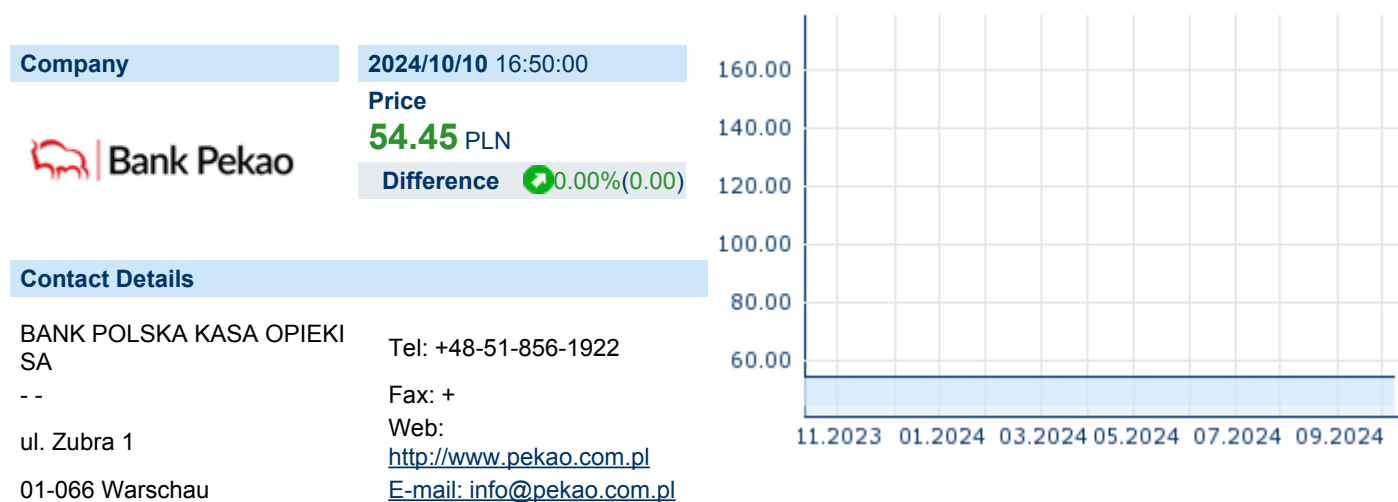 Company
2024/10/10 16:50:00
Bank Pekao
Price
54.45 PLN
Difference 0.00%(0.00)
Contact Details
BANK POLSKA KASA OPIEKI
SA
Tel: +48-51-856-1922
- -
Fax: +
ul. Zubra 1
Web:
http://www.pekao.com.pl
01-066 Warschau
E-mail: info@pekao.com.pl
160.00
140.00
120.00
100.00
80.00
60.00
11.2023 01.2024 03.2024 05.2024 07.2024 09.2024